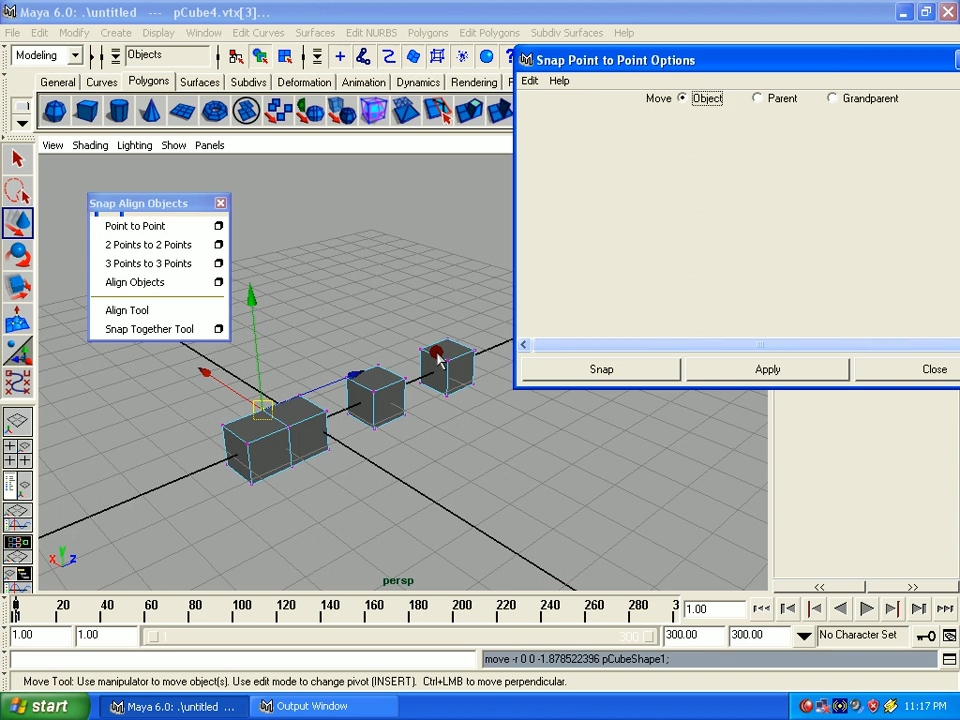 Maya 6.0: .\untitled --- pCube4.vtx[3]...
File Edit Modify Create Display Window Edit Curves Surfaces Edit NURBS Polygons Edit Polygons Subdiv Surfaces Help
Modeling Objects
General Curves Polygons Surfaces Subdivs Deformation Animation Dynamics Rendering
View Shading Lighting Show Panels
Snap Align Objects
Point to Point
2 Points to 2 Points
3 Points to 3 Points
Align Objects
Align Tool
Snap Together Tool
Snap Point to Point Options
Edit Help
Move Object Parent Grandparent
Snap Apply Close
y
x z
persp
<< >>
20 40 60 80 100 120 140 160 180 200 220 240 260 280 3 1.00
1.00 1.00 1 300.00 300.00 300.00 No Character Set
move -r 0 0 -1.878522396 pCubeShape1;
Move Tool: Use manipulator to move object(s). Use edit mode to change pivot (INSERT). Ctrl+LMB to move perpendicular.
start Maya 6.0: .\untitled ... Output Window 11:17 PM